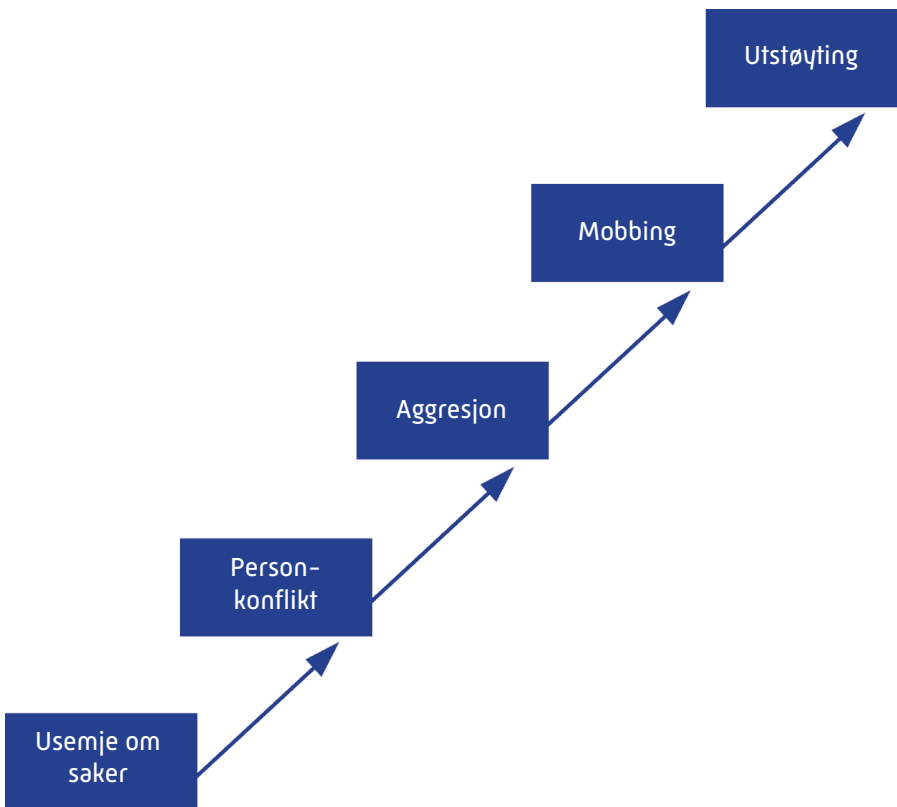 Utstøyting
Mobbing
Aggresjon
Person-
konflikt
Usemje om
saker